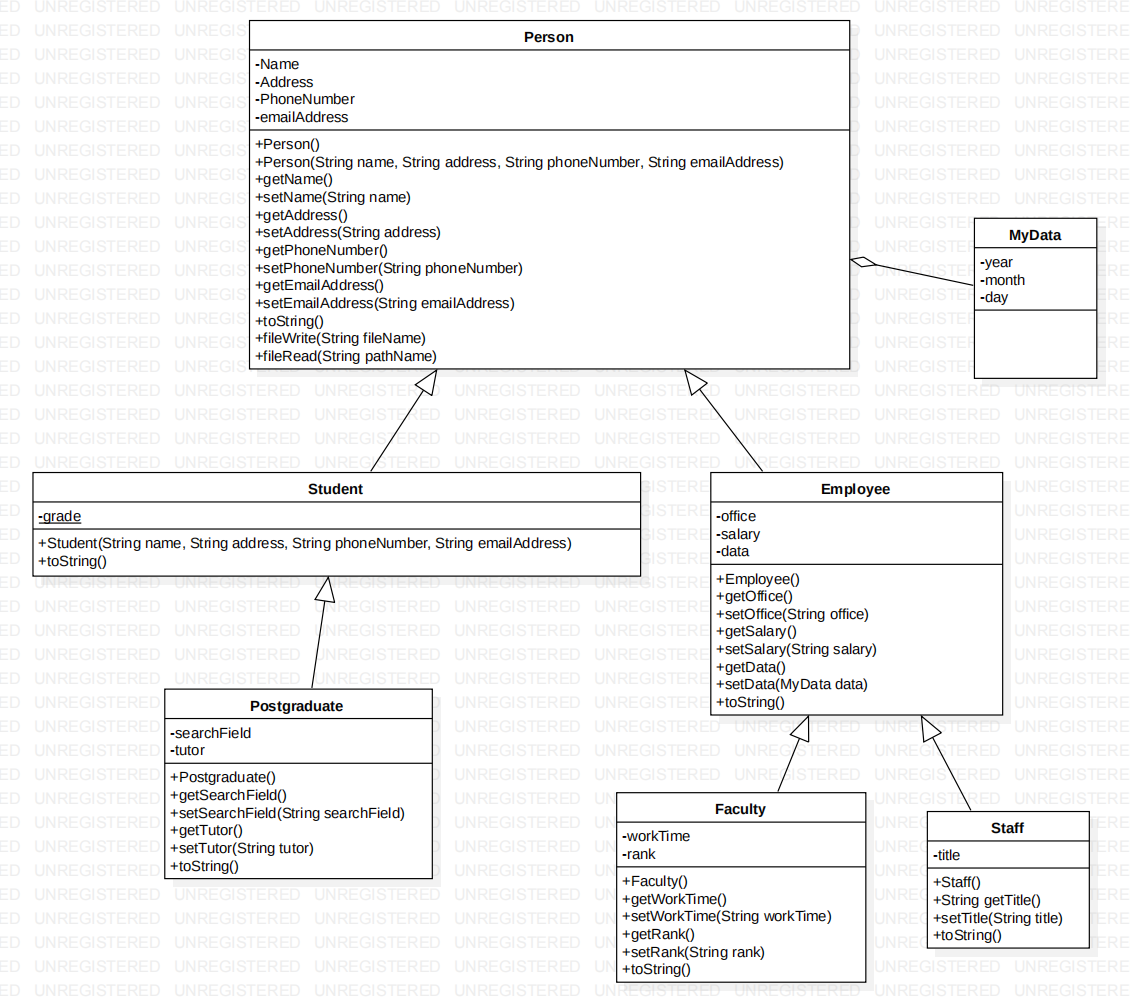 Person
-Name
-Address
-PhoneNumber
-emailAddress
+Person()
+Person(String name, String address, String phoneNumber, String emailAddress)
+getName()
+setName(String name)
+getAddress()
+setAddress(String address)
+getPhoneNumber()
+setPhoneNumber(String phoneNumber)
+getEmailAddress()
+setEmailAddress(String emailAddress)
+toString()
+fileWrite(String fileName)
+fileRead(String pathName)
MyData
-year
-month
-day
Student
-grade
+Student(String name, String address, String phoneNumber, String emailAddress)
+toString()
Employee
-office
-salary
-data
+Employee()
+getOffice()
+setOffice(String office)
+getSalary()
+setSalary(String salary)
+getData()
+setData(MyData data)
+toString()
Postgraduate
-searchField
-tutor
+Postgraduate()
+getSearchField()
+setSearchField(String searchField)
+getTutor()
+setTutor(String tutor)
+toString()
Faculty
-workTime
-rank
+Faculty()
+getWorkTime()
+setWorkTime(String workTime)
+getRank()
+setRank(String rank)
+toString()
Staff
-title
+Staff()
+String getTitle()
+setTitle(String title)
+toString()
UNREGISTERED